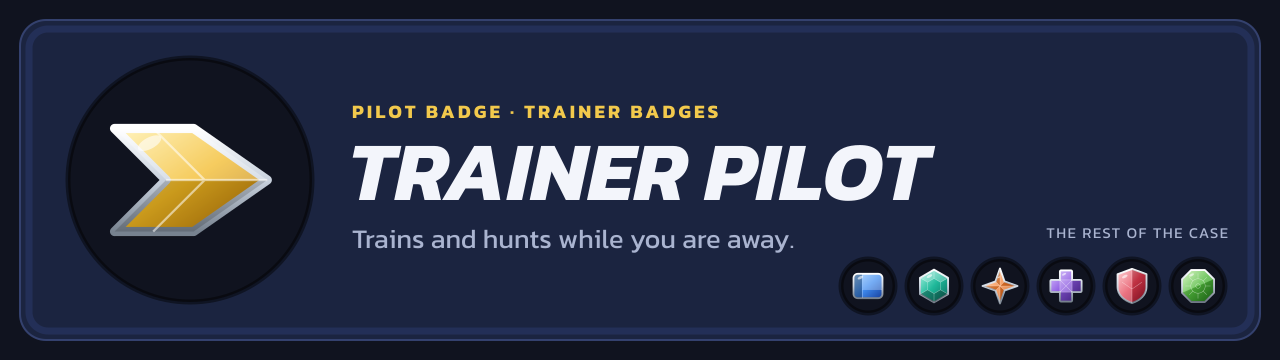 PILOT BADGE · TRAINER BADGES
TRAINER PILOT
Trains and hunts while you are away.
THE REST OF THE CASE